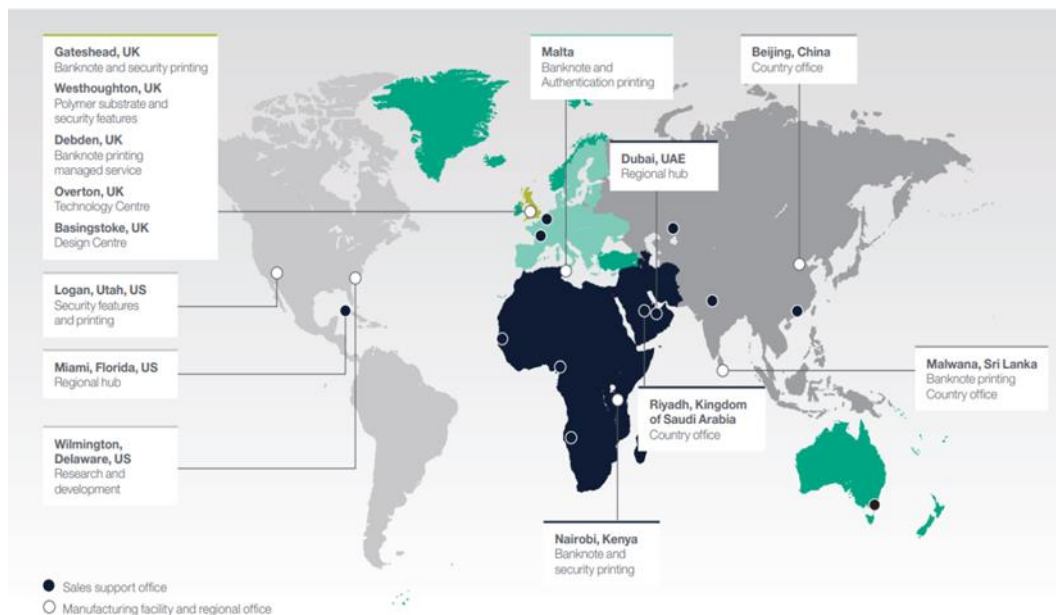 Gateshead, UK
Banknote and security printing
Westhoughton, UK
Polymer substrate and
security features
Debden, UK
Banknote printing
managed service
Overton, UK
Technology Centre
Basingstoke, UK
Design Centre
Logan, Utah, US
Security features
and printing
Miami, Florida, US
Regional hub
Wilmington,
Delaware, US
Research and
development
Malta
Banknote and
Authentication printing
Dubai, UAE
Regional hub
Beijing, China
Country office
Riyadh, Kingdom
of Saudi Arabia
Country office
Malwana, Sri Lanka
Banknote printing
Country office
Nairobi, Kenya
Banknote and
security printing
Sales support office
Manufacturing facility and regional office